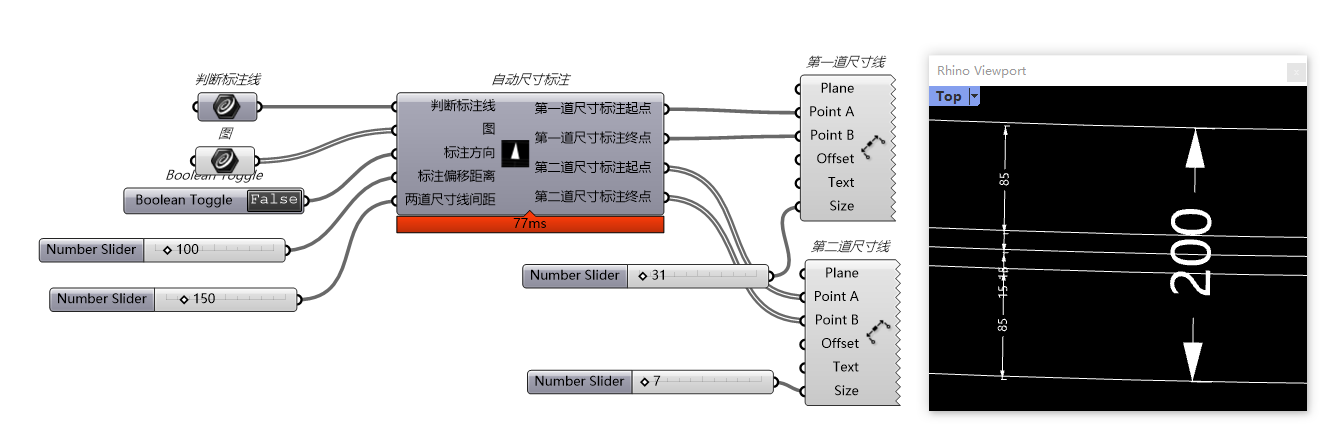 判断标注线
图
Boolean Toggle
Boolean Toggle
False
Number Slider
100
Number Slider
150
自动尺寸标注
判断标注线
图
标注方向
标注偏移距离
两道尺寸线间距
第一道尺寸标注起点
第一道尺寸标注终点
第二道尺寸标注起点
第二道尺寸标注终点
77ms
Number Slider
31
Number Slider
7
第一道尺寸线
Plane
Point A
Point B
Offset
Text
Size
第二道尺寸线
Plane
Point A
Point B
Offset
Text
Size
Rhino Viewport
Top
85
15
85
200